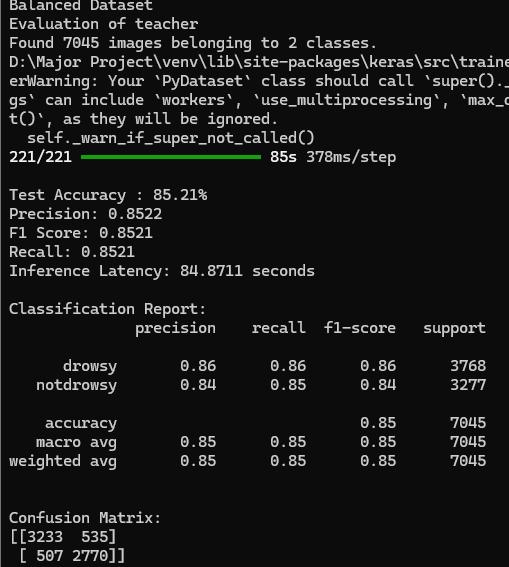 Balanced Dataset
Evaluation of teacher
Found 7045 images belonging to 2 classes.
D:\Major Project\venv\lib\site-packages\keras\src\traine
erWarning: Your `PyDataset` class should call `super()._
gs` can include `workers`, `use_multiprocessing`, `max_q
t()`, as they will be ignored.
self._warn_if_super_not_called()
221/221 85s 378ms/step
Test Accuracy : 85.21%
Precision: 0.8522
F1 Score: 0.8521
Recall: 0.8521
Inference Latency: 84.8711 seconds
Classification Report:
precision recall f1-score support
drowsy 0.86 0.86 0.86 3768
notdrowsy 0.84 0.85 0.84 3277
accuracy 0.85 7045
macro avg 0.85 0.85 0.85 7045
weighted avg 0.85 0.85 0.85 7045
Confusion Matrix:
[[3233 535]
[ 507 2770]]